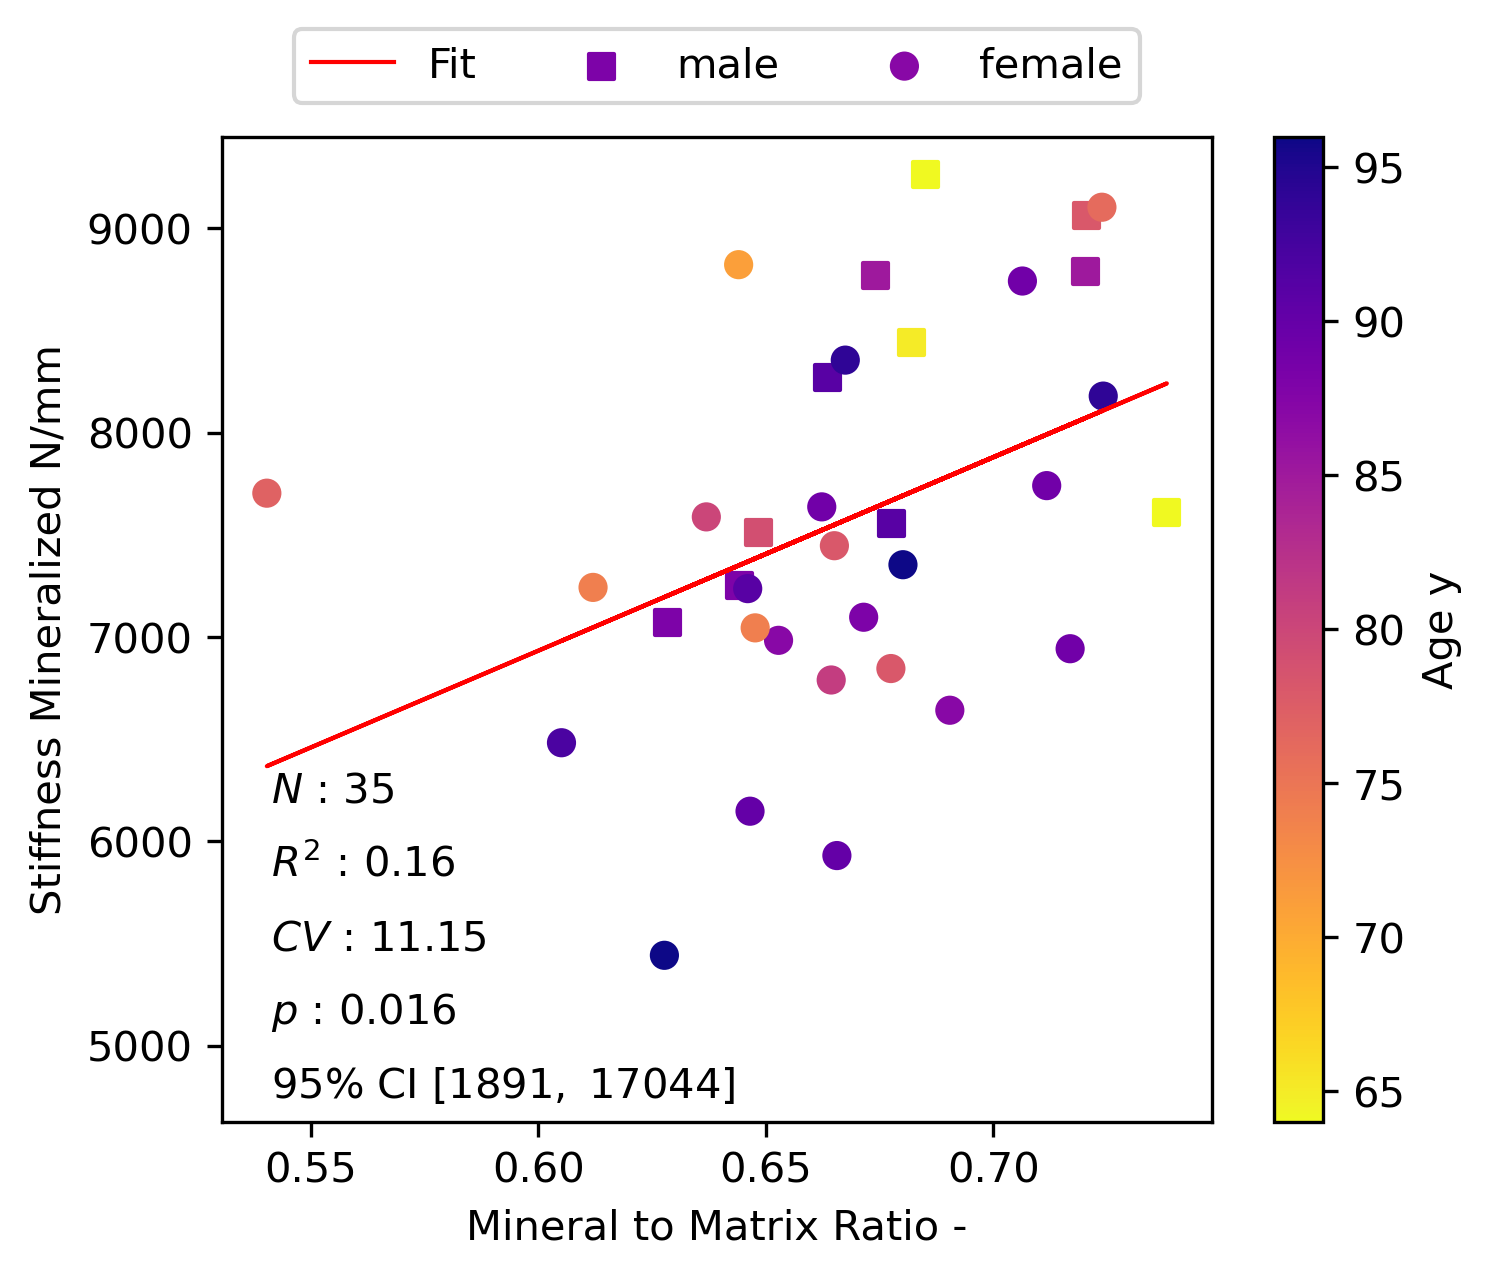 Fit male female
9000
8000
7000
6000
5000
Stiffness Mineralized N/mm
N : 35
R² : 0.16
CV : 11.15
p : 0.016
95% CI [1891, 17044]
0.55 0.60 0.65 0.70
Mineral to Matrix Ratio -
95
90
85
80
75
70
65
Age y